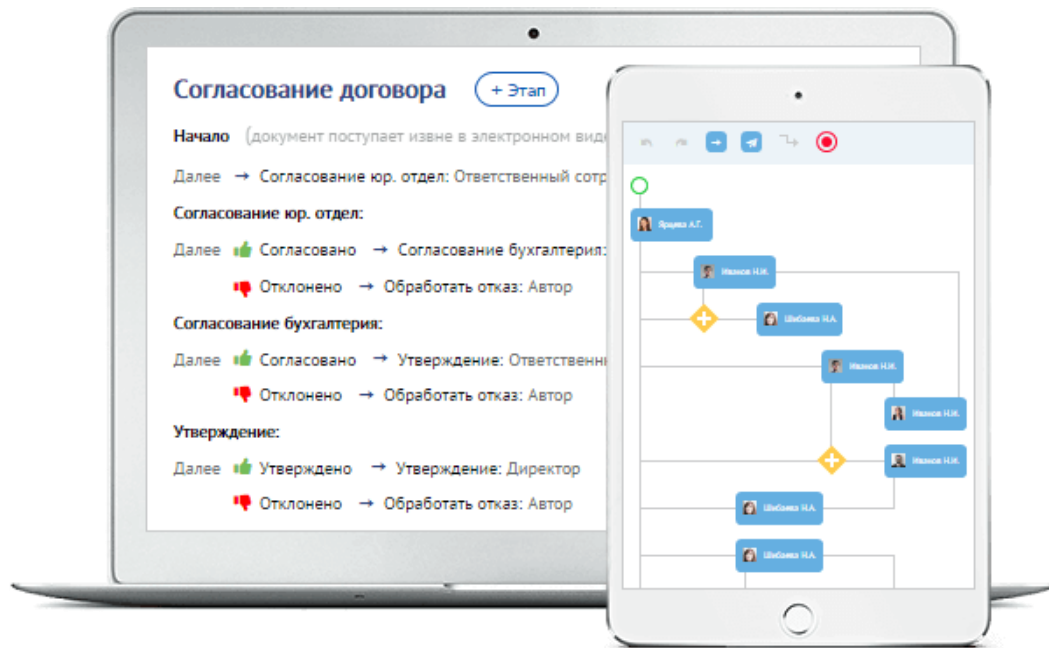 Согласование договора + Этап
Начало (документ поступает извне в электронном виде
Далее → Согласование юр. отдел: Ответственный сотр
Согласование юр. отдел:
Далее Согласовано → Согласование бухгалтерия:
Отклонено → Обработать отказ: Автор
Согласование бухгалтерия:
Далее Согласовано → Утверждение: Ответственны
Отклонено → Обработать отказ: Автор
Утверждение:
Далее Утверждено → Утверждение: Директор
Отклонено → Обработать отказ: Автор
Ярцева А.Г.
Иванов Н.И.
Шибаева Н.А.
Иванов Н.И.
Иванов Н.И.
Иванов Н.И.
Шибаева Н.А.
Шибаева Н.А.